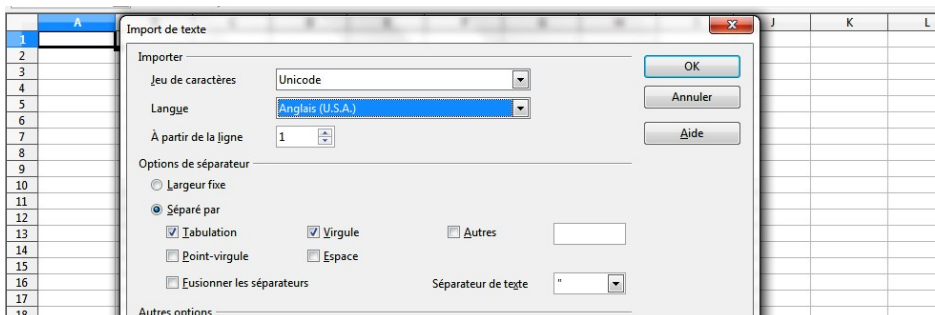 A J K L
Import de texte
1
2
Importer
OK
3
Jeu de caractères Unicode
4
Annuler
5
Langue Anglais (U.S.A.)
6
7
À partir de la ligne 1 Aide
8
9
Options de séparateur
10
Largeur fixe
11
12
Séparé par
13
Tabulation Virgule Autres
14
Point-virgule Espace
15
16
Fusionner les séparateurs Séparateur de texte "
17
18
Autres options